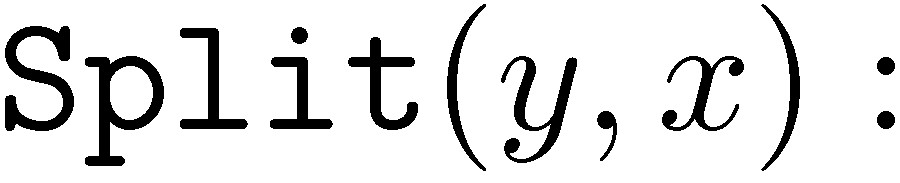 Split(y, x) :